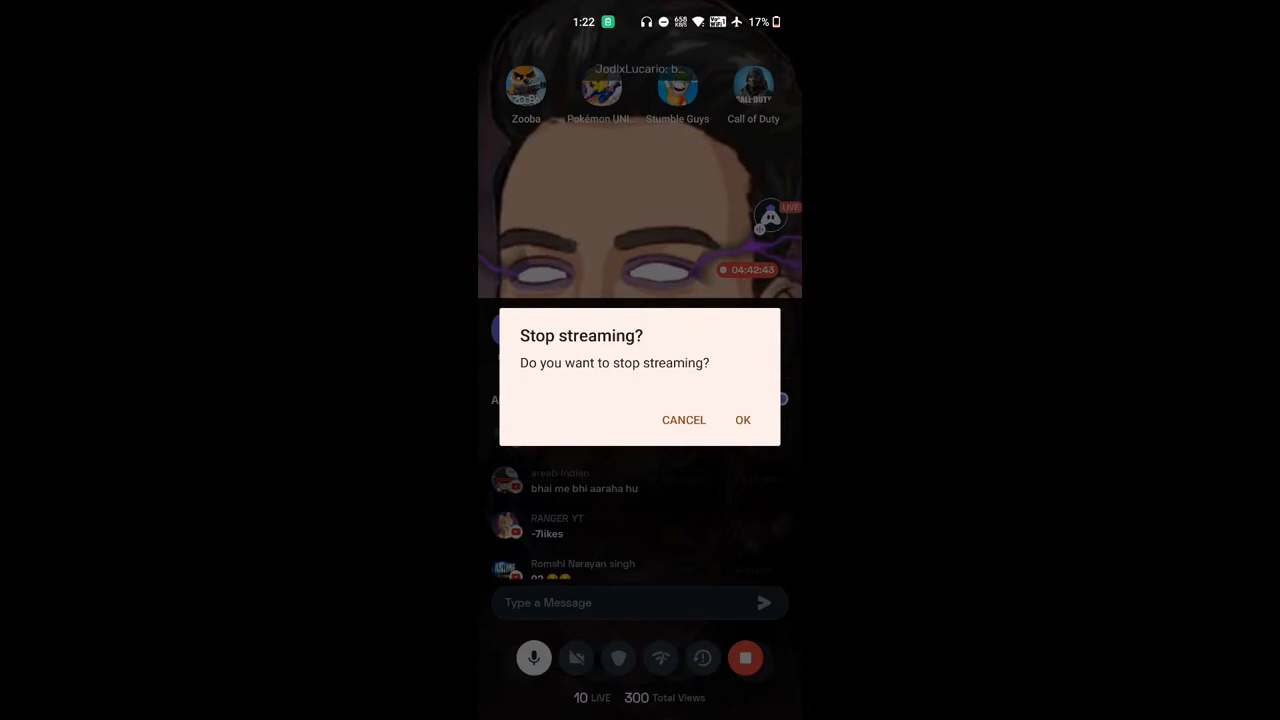 1:22 658 KB/S 17%
JodixLucario: b...
Zooba Pokémon UNI... Stumble Guys Call of Duty
LIVE
04:42:43
Stop streaming?
Do you want to stop streaming?
CANCEL OK
areeb Indian
bhai me bhi aaraha hu
RANGER YT
-7likes
Romshi Narayan singh
Type a Message
10 LIVE 300 Total Views